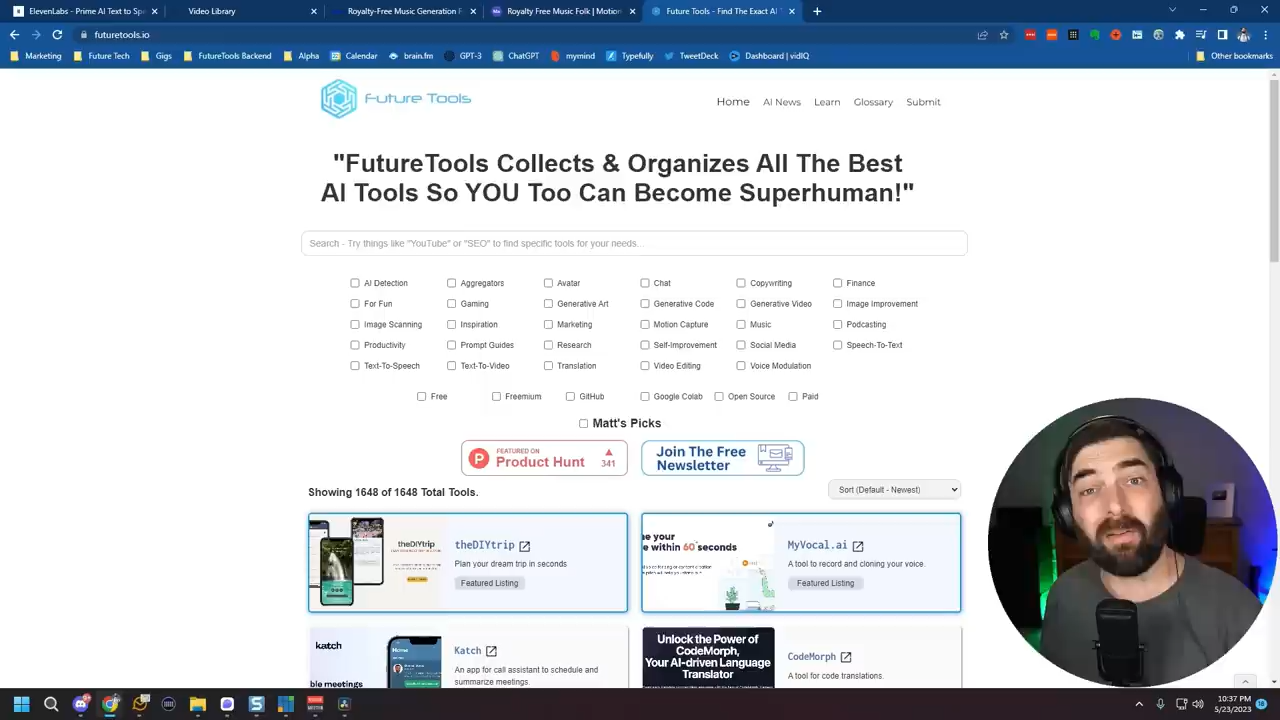 ElevenLabs - Prime AI Text to Spe
Video Library
Royalty-Free Music Generation F
Royalty Free Folk | Motion
Future Tools - Find The Exact AI
futuretools.io
Marketing
Future Tech
Gigs
FutureTools Backend
Alpha
Calendar
brain.fm
GPT-3
ChatGPT
mymind
Typefully
TweetDeck
Dashboard | vidIQ
Other bookmarks
Future Tools
Home
AI News
Learn
Glossary
Submit
"FutureTools Collects & Organizes All The Best
AI Tools So YOU Too Can Become Superhuman!"
Search - Try things like "YouTube" or "SEO" to find specific tools for your needs...
AI Detection
Aggregators
Avatar
Chat
Copywriting
Finance
For Fun
Gaming
Generative Art
Generative Code
Generative Video
Image Improvement
Image Scanning
Inspiration
Marketing
Motion Capture
Music
Podcasting
Productivity
Prompt Guides
Research
Self-Improvement
Social Media
Speech-To-Text
Text-To-Speech
Text-To-Video
Translation
Video Editing
Voice Modulation
Free
Freemium
GitHub
Google Colab
Open Source
Paid
Matt's Picks
FEATURED ON
Product Hunt
341
Join The Free
Newsletter
Showing 1648 of 1648 Total Tools.
Sort (Default - Newest)
theDIYtrip
theDIYtrip
Plan your dream trip in seconds
Featured Listing
ne your
e within 60 seconds
MyVocal.ai
A tool to record and cloning your voice.
Featured Listing
katch
ble meetings
Katch
An app for call assistant to schedule and
summarize meetings.
Unlock the Power of
CodeMorph,
Your AI-driven Language
Translator
CodeMorph
A tool for code translations.
10:37 PM
5/23/2023